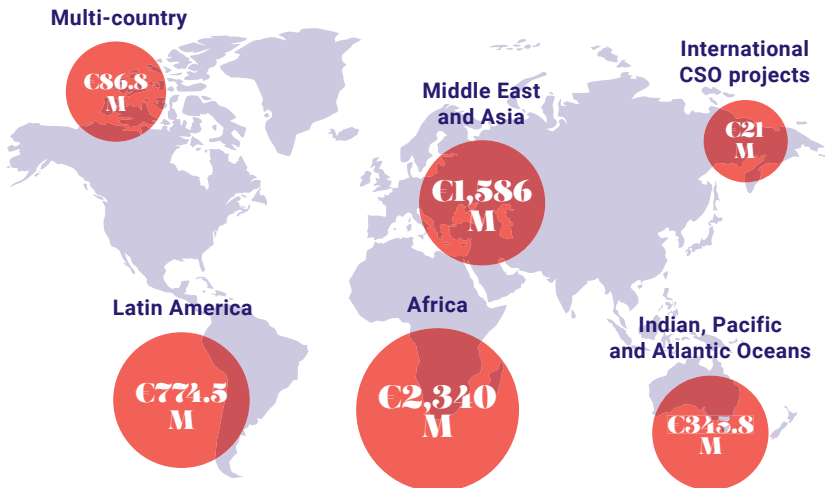 Multi-country
€86.8
M
International
CSO projects
€21
M
Middle East
and Asia
€1,586
M
Latin America
€774.5
M
Africa
€2,340
M
Indian, Pacific
and Atlantic Oceans
€345.8
M